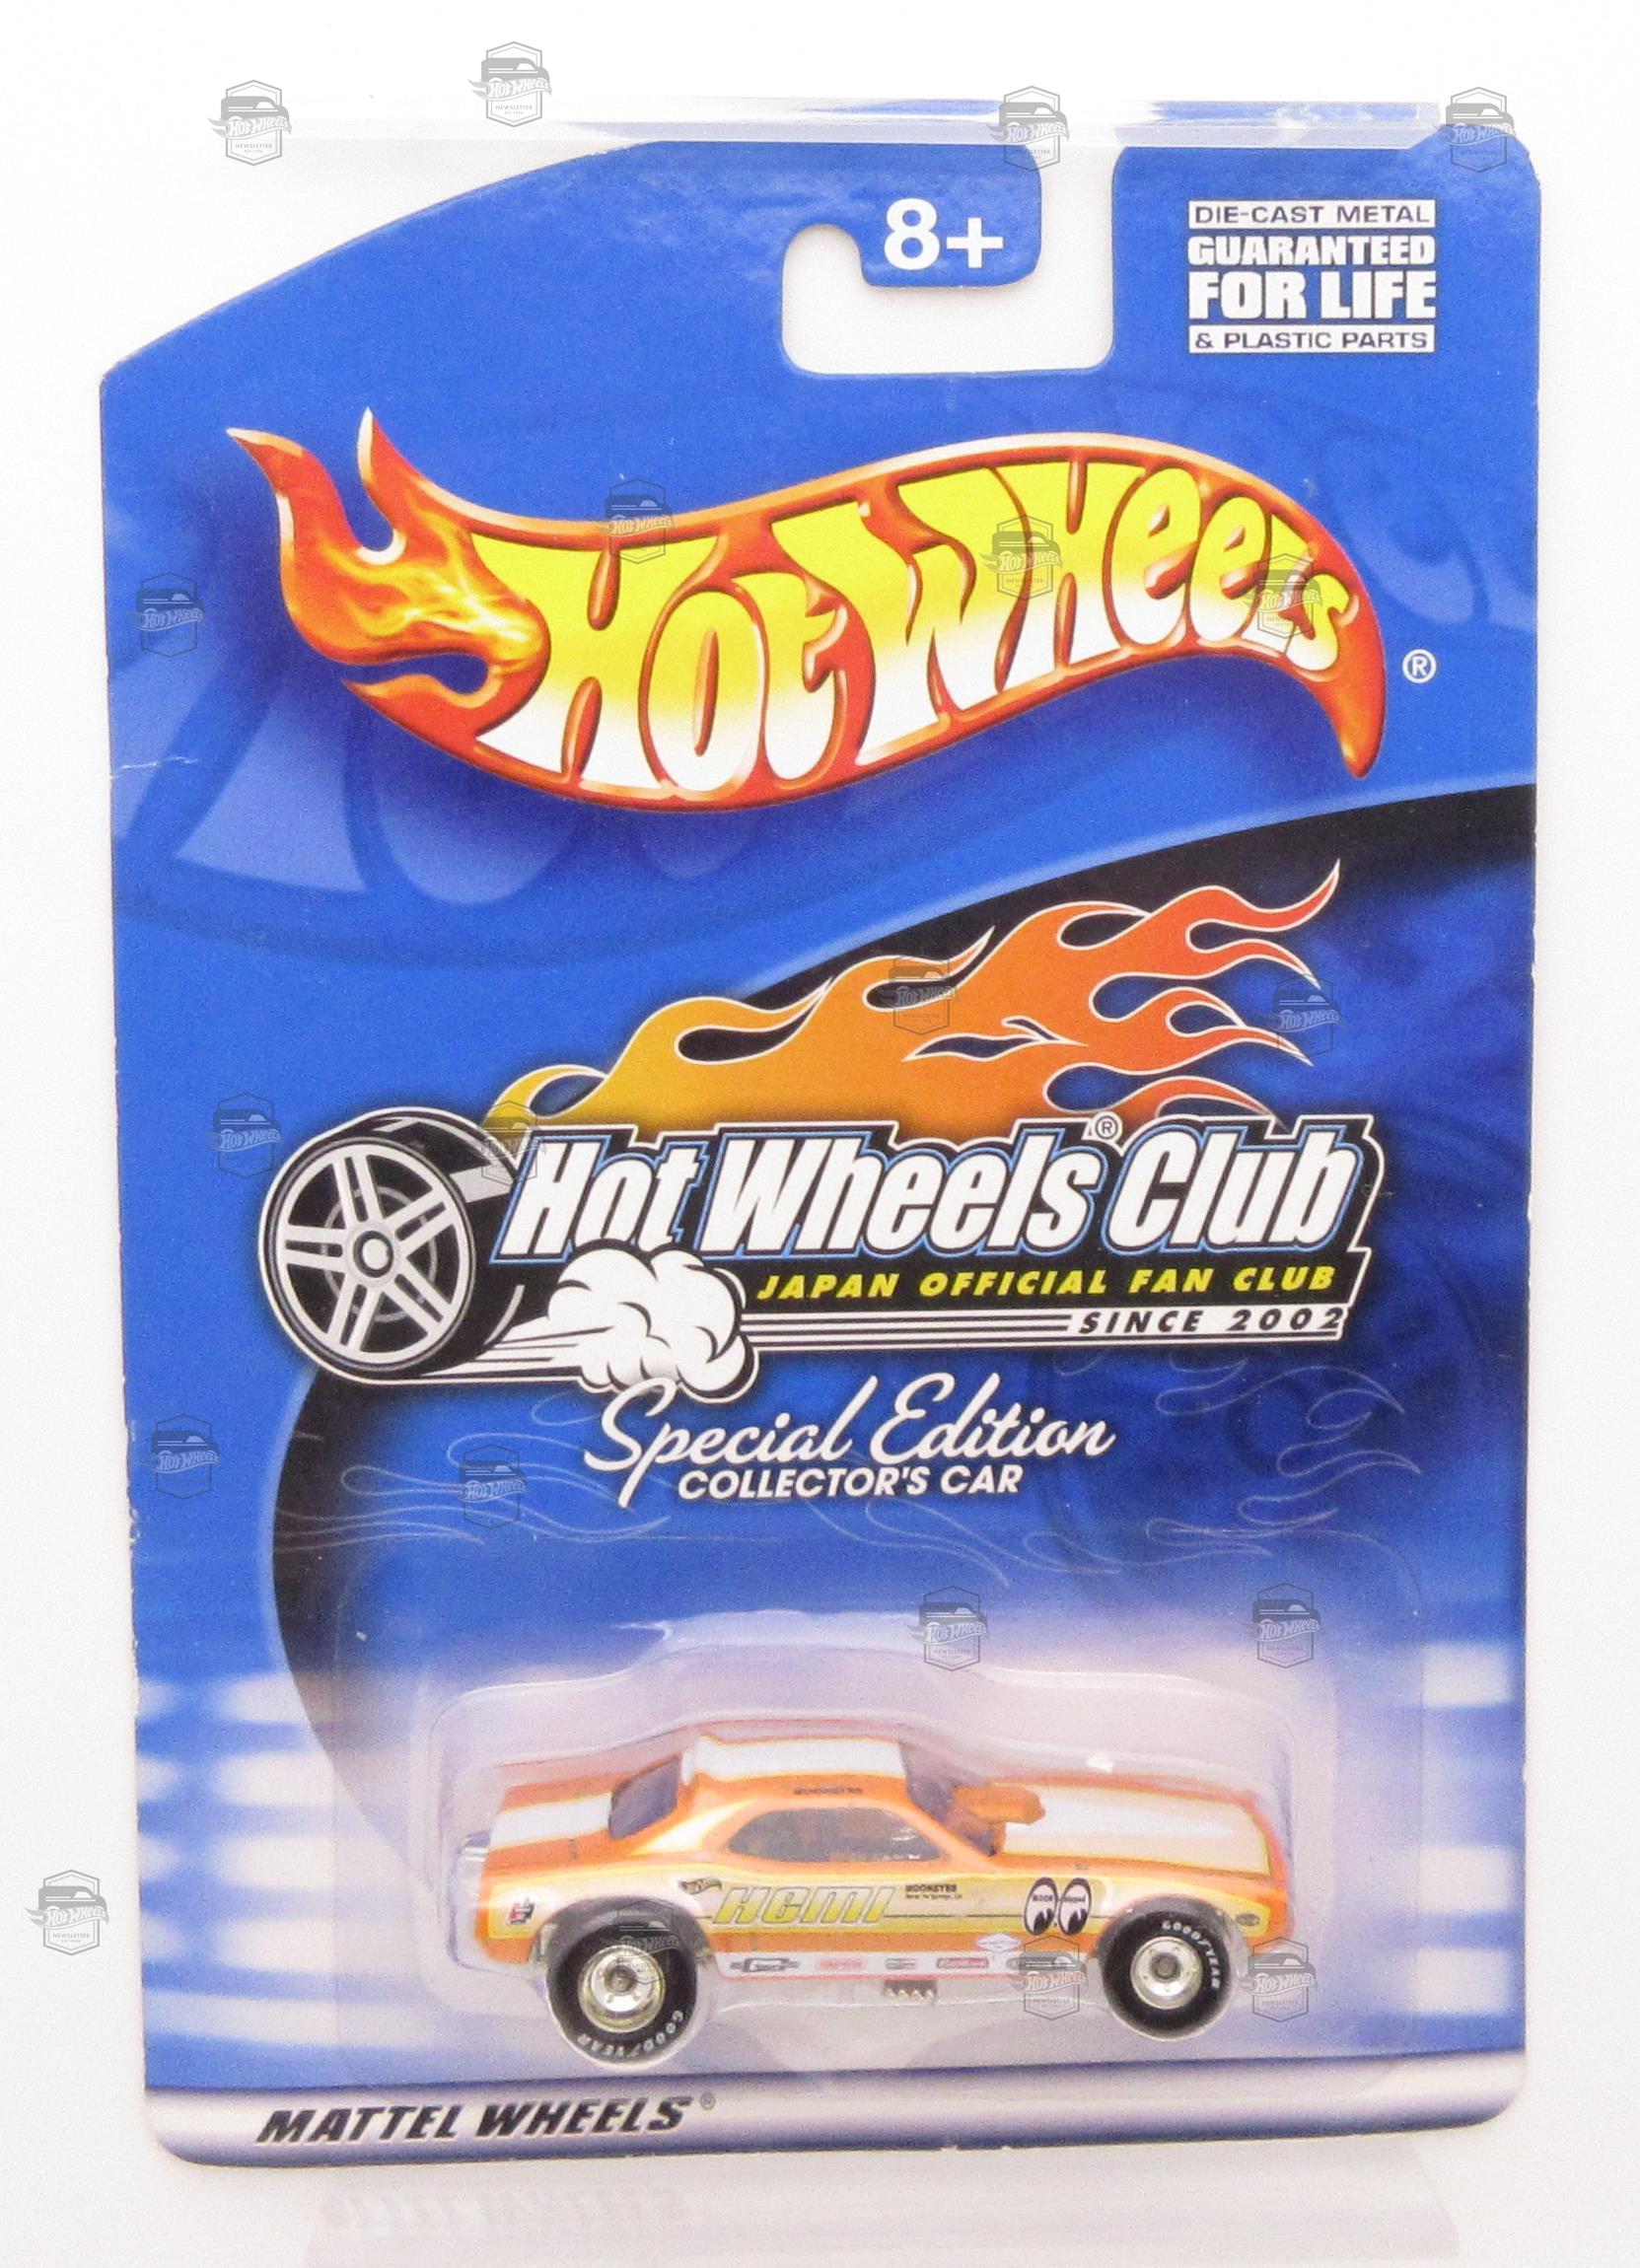 8+
DIE-CAST METAL
GUARANTEED
FOR LIFE
& PLASTIC PARTS
Hot Wheels ®
Hot Wheels® Club
JAPAN OFFICIAL FAN CLUB
SINCE 2002
Special Edition
COLLECTOR'S CAR
HEMI
MOONEYES
GOODYEAR
GOODYEAR
MATTEL WHEELS®